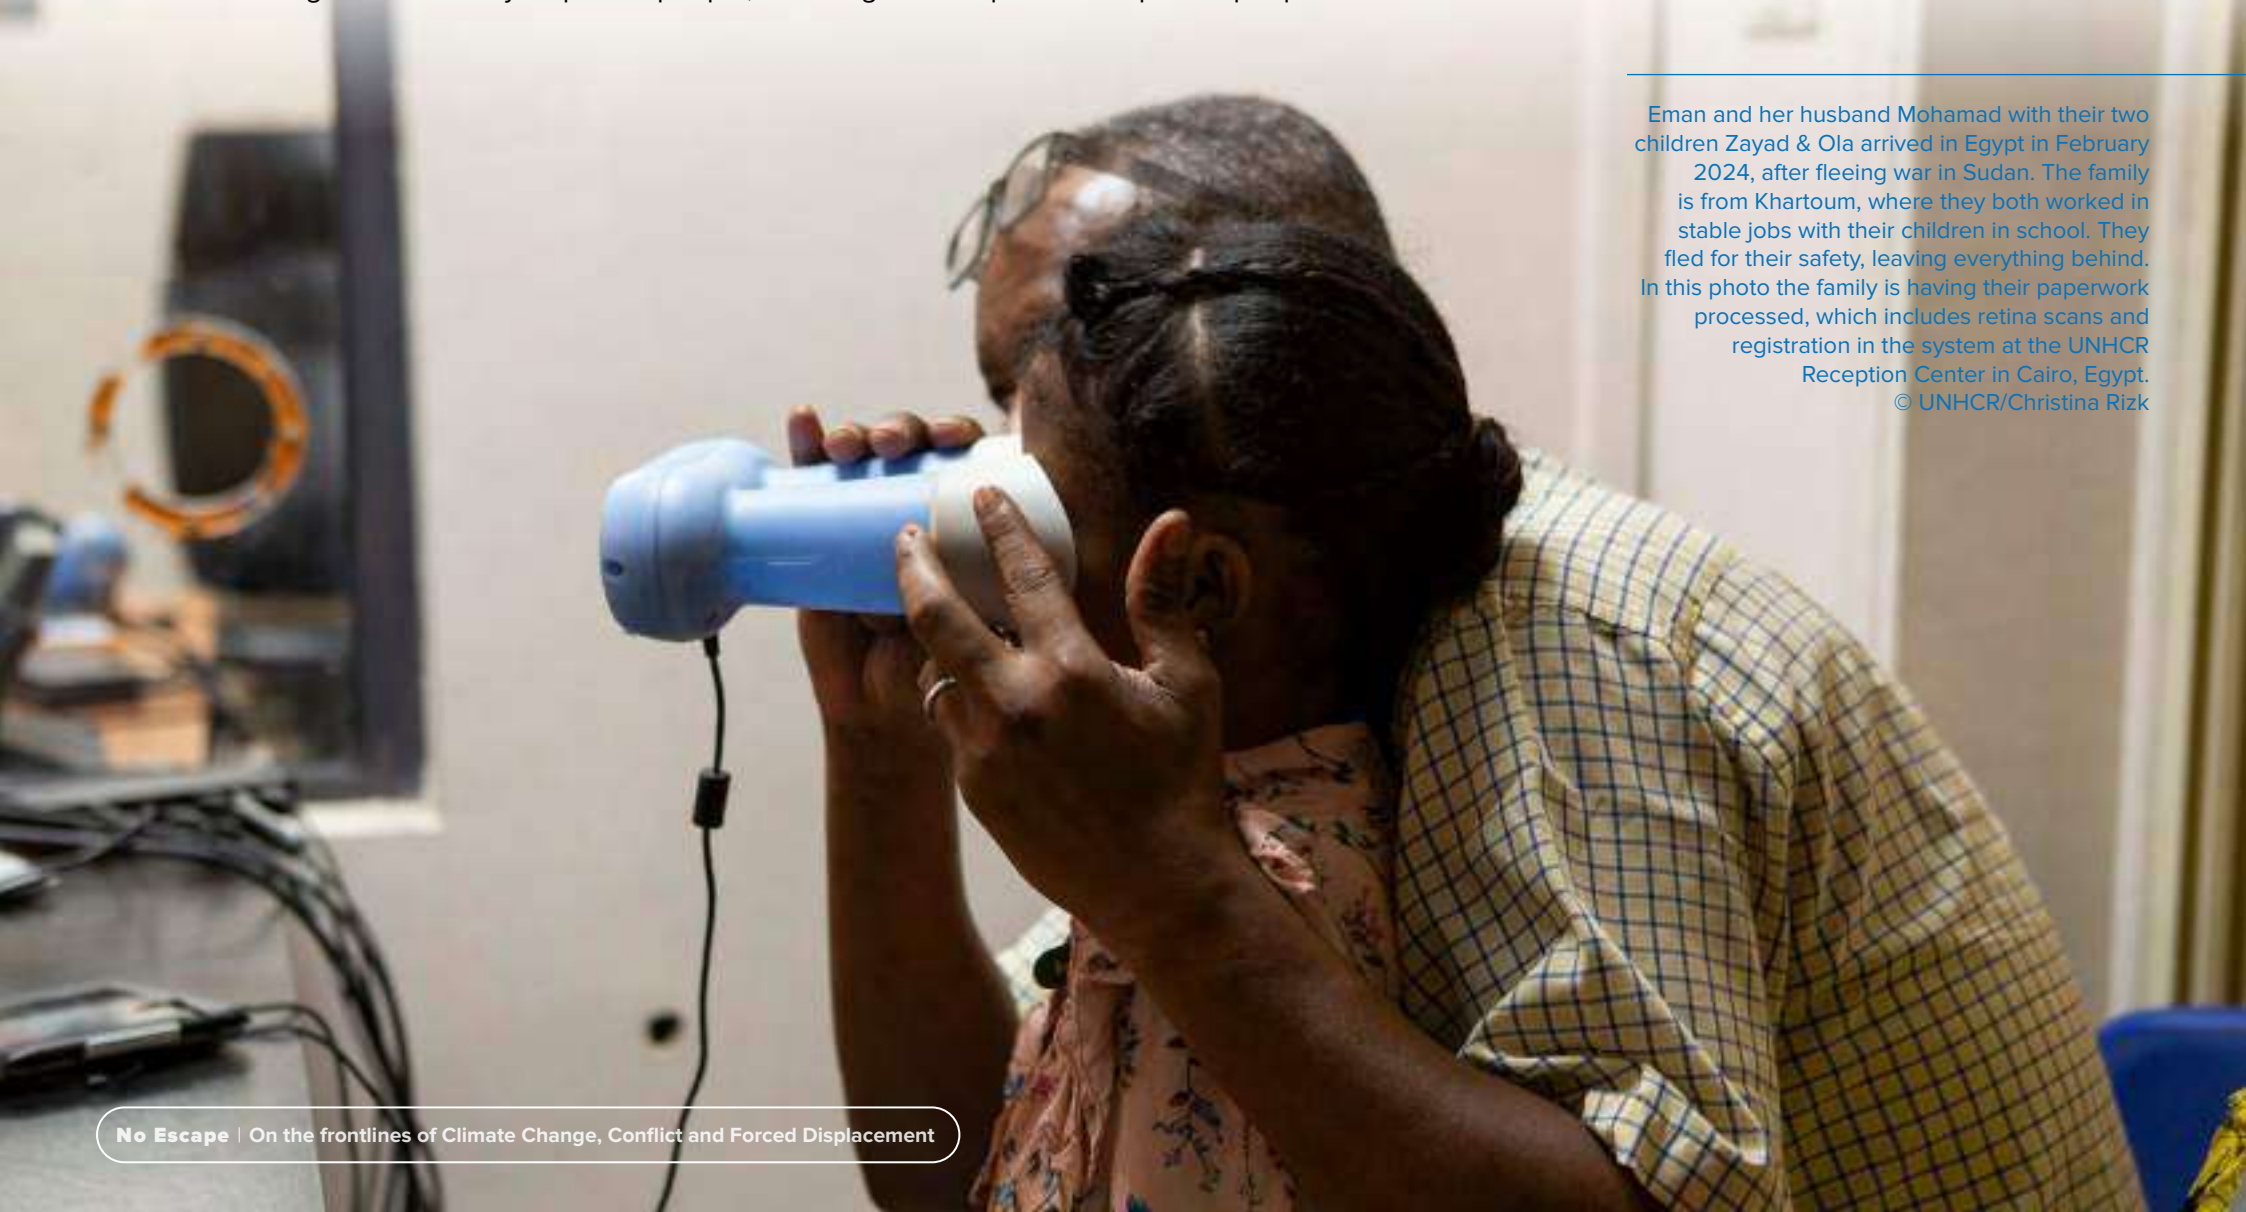 Eman and her husband Mohamad with their two
children Zayad & Ola arrived in Egypt in February
2024, after fleeing war in Sudan. The family
is from Khartoum, where they both worked in
stable jobs with their children in school. They
fled for their safety, leaving everything behind.
In this photo the family is having their paperwork
processed, which includes retina scans and
registration in the system at the UNHCR
Reception Center in Cairo, Egypt.
© UNHCR/Christina Rizk
No Escape | On the frontlines of Climate Change, Conflict and Forced Displacement